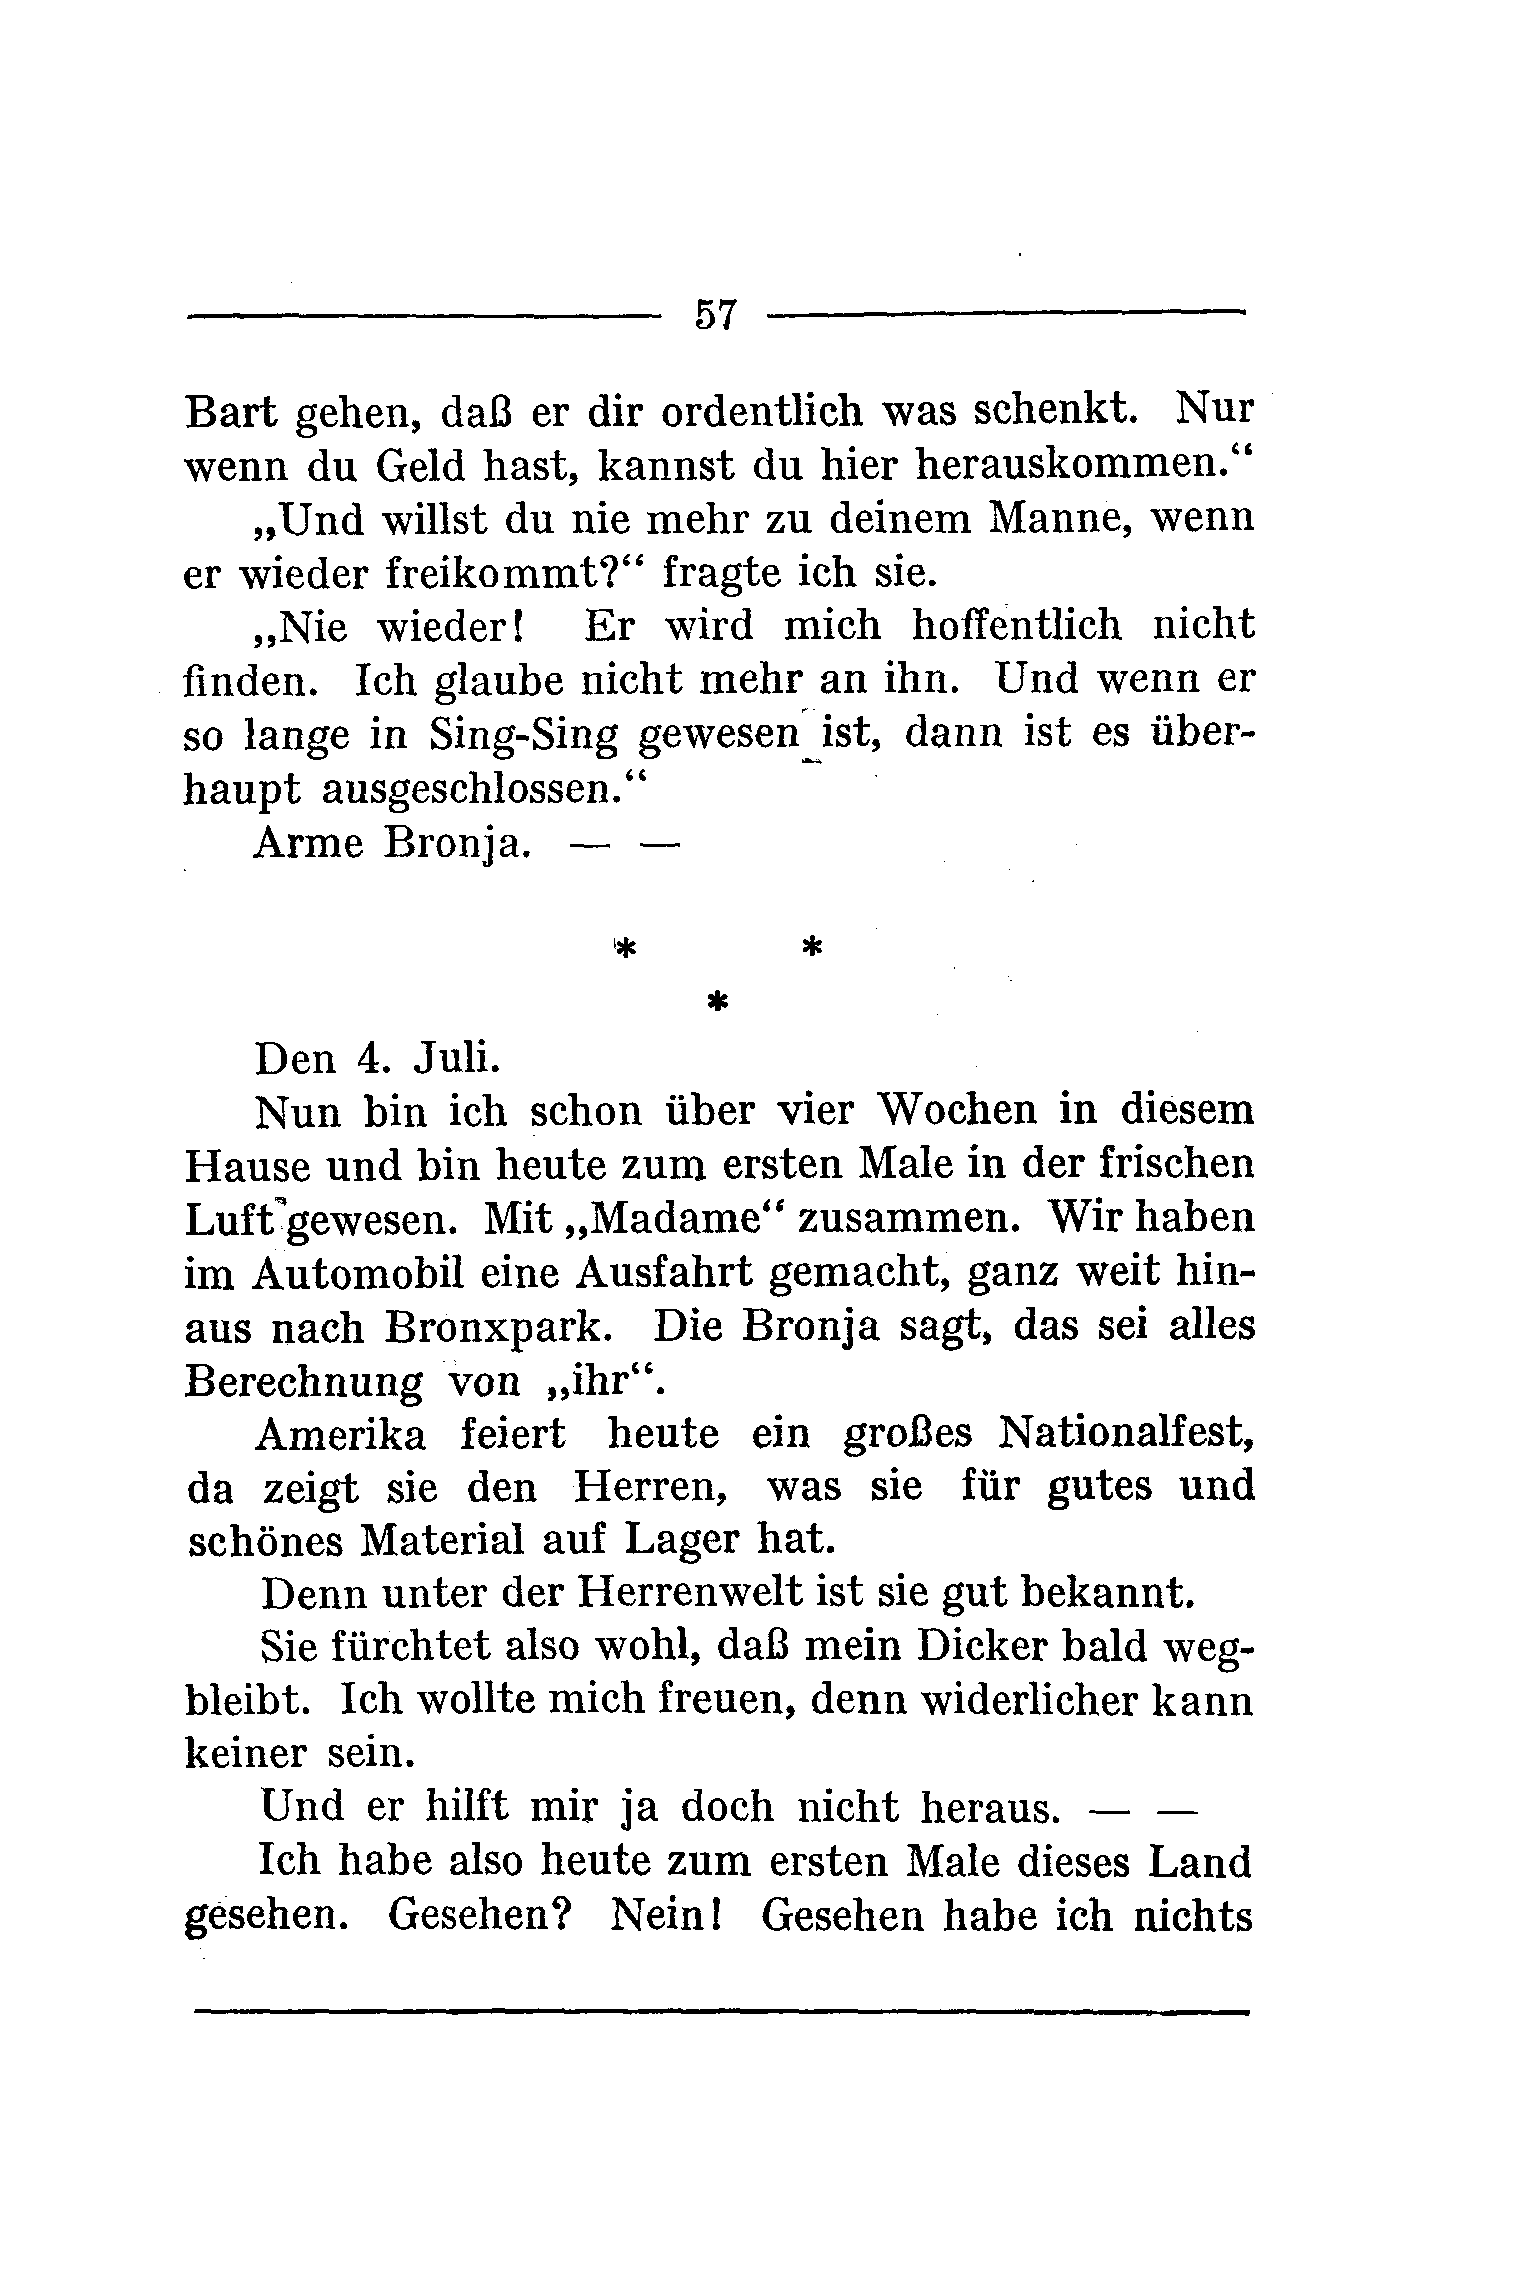 57
Bart gehen, daß er dir ordentlich was schenkt. Nur
wenn du Geld hast, kannst du hier herauskommen.“
„Und willst du nie mehr zu deinem Manne, wenn
er wieder freikommt?“ fragte ich sie.
„Nie wieder! Er wird mich hoffentlich nicht
finden. Ich glaube nicht mehr an ihn. Und wenn er
so lange in Sing-Sing gewesen ist, dann ist es über-
haupt ausgeschlossen.“
Arme Bronja. — —
* *
*
Den 4. Juli.
Nun bin ich schon über vier Wochen in diesem
Hause und bin heute zum ersten Male in der frischen
Luft gewesen. Mit „Madame“ zusammen. Wir haben
im Automobil eine Ausfahrt gemacht, ganz weit hin-
aus nach Bronxpark. Die Bronja sagt, das sei alles
Berechnung von „ihr“.
Amerika feiert heute ein großes Nationalfest,
da zeigt sie den Herren, was sie für gutes und
schönes Material auf Lager hat.
Denn unter der Herrenwelt ist sie gut bekannt.
Sie fürchtet also wohl, daß mein Dicker bald weg-
bleibt. Ich wollte mich freuen, denn widerlicher kann
keiner sein.
Und er hilft mir ja doch nicht heraus. — —
Ich habe also heute zum ersten Male dieses Land
gesehen. Gesehen? Nein! Gesehen habe ich nichts